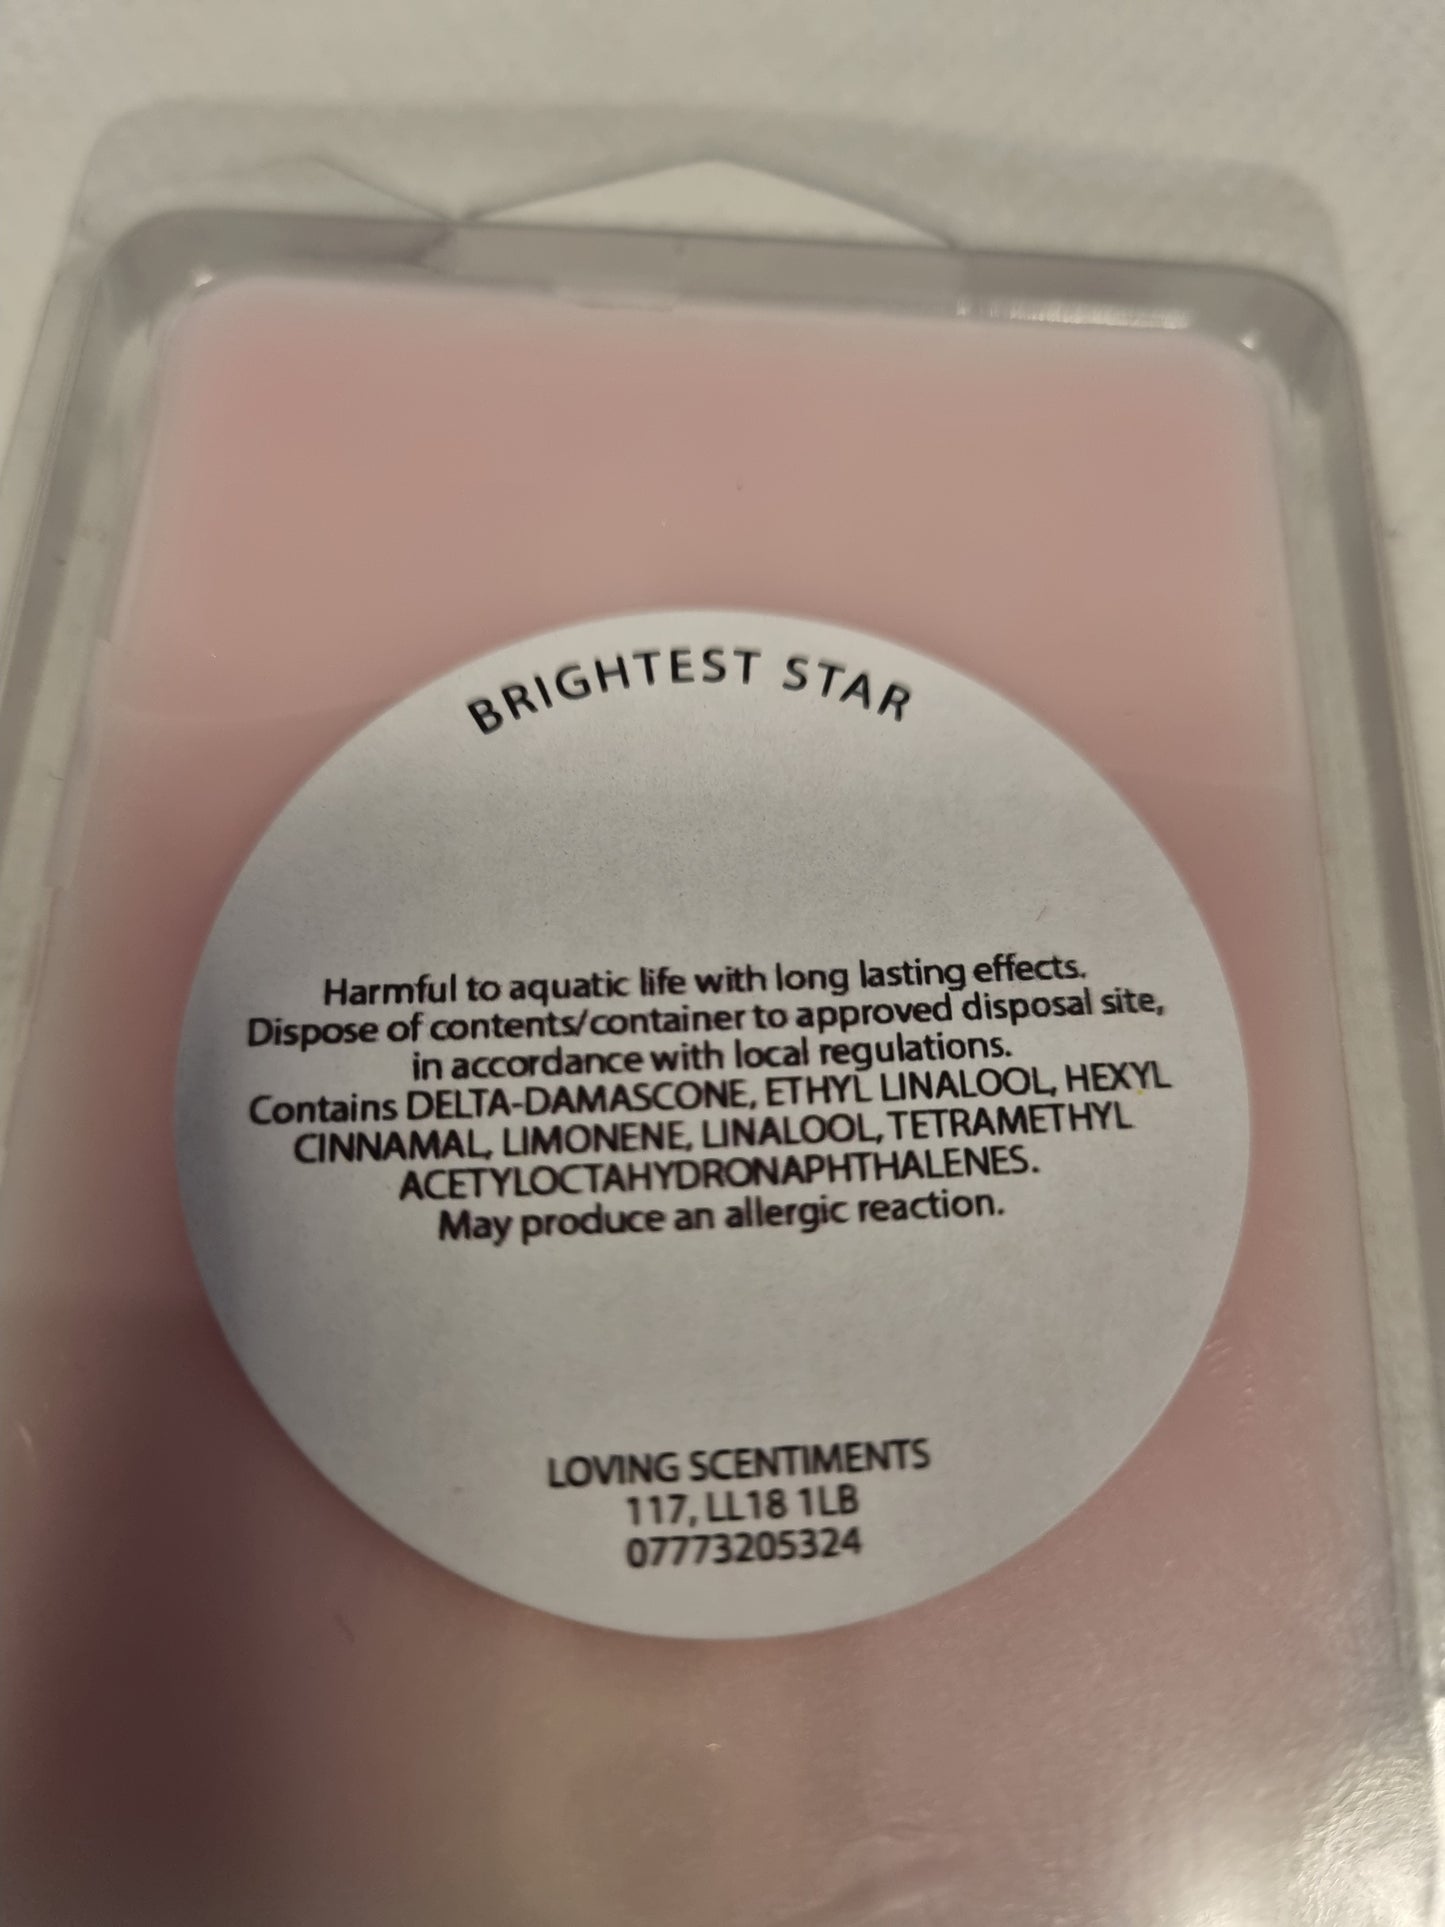 BRIGHTEST STAR
Harmful to aquatic life with long lasting effects.
Dispose of contents/container to approved disposal site,
in accordance with local regulations.
Contains DELTA-DAMASCONE, ETHYL LINALOOL, HEXYL
CINNAMAL, LIMONENE, LINALOOL, TETRAMETHYL
ACETYLOCTAHYDRONAPHTHALENES.
May produce an allergic reaction.
LOVING SCENTIMENTS
117, LL18 1LB
07773205324